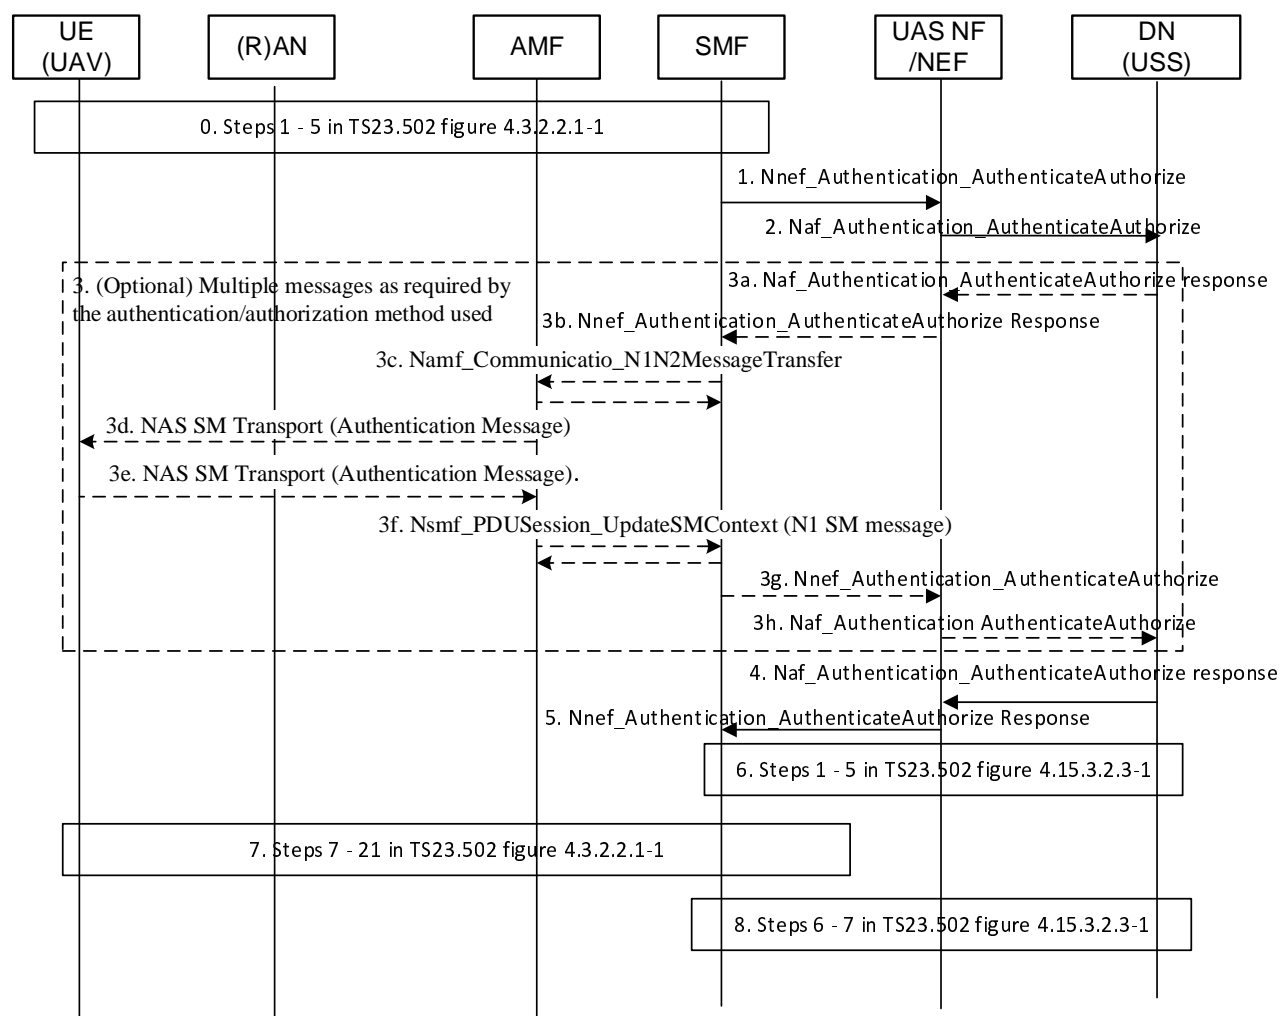 UE
(UAV)
(R)AN
AMF
SMF
UAS NF
/NEF
DN
(USS)
0. Steps 1 - 5 in TS23.502 figure 4.3.2.2.1-1
1. Nnef_Authentication_AuthenticateAuthorize
2. Naf_Authentication_AuthenticateAuthorize
3. (Optional) Multiple messages as required by
the authentication/authorization method used
3a. Naf_Authentication_AuthenticateAuthorize response
3b. Nnef_Authentication_AuthenticateAuthorize Response
3c. Namf_Communicatio_N1N2MessageTransfer
3d. NAS SM Transport (Authentication Message)
3e. NAS SM Transport (Authentication Message).
3f. Nsmf_PDUSession_UpdateSMContext (N1 SM message)
3g. Nnef_Authentication_AuthenticateAuthorize
3h. Naf_Authentication AuthenticateAuthorize
4. Naf_Authentication_AuthenticateAuthorize response
5. Nnef_Authentication_AuthenticateAuthorize Response
6. Steps 1 - 5 in TS23.502 figure 4.15.3.2.3-1
7. Steps 7 - 21 in TS23.502 figure 4.3.2.2.1-1
8. Steps 6 - 7 in TS23.502 figure 4.15.3.2.3-1